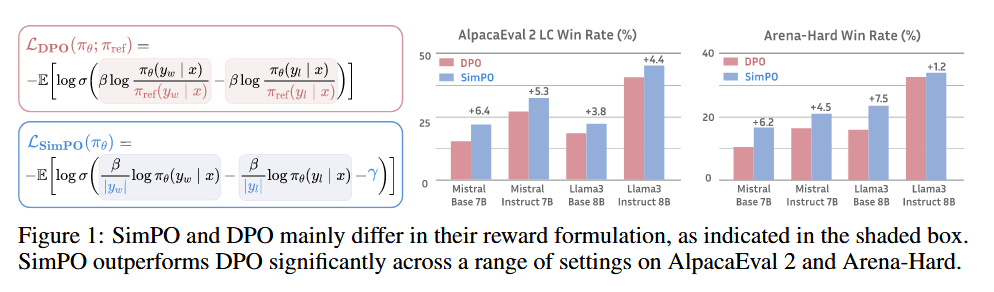 ℒ_DPO(π_θ; π_ref) =
−𝔼[log σ(β log π_θ(y_w | x) / π_ref(y_w | x) − β log π_θ(y_l | x) / π_ref(y_l | x))]
ℒ_SimPO(π_θ) =
−𝔼[log σ(β / |y_w| log π_θ(y_w | x) − β / |y_l| log π_θ(y_l | x) − γ)]
AlpacaEval 2 LC Win Rate (%)
50
25
0
DPO
SimPO
+6.4
+5.3
+3.8
+4.4
Mistral
Base 7B
Mistral
Instruct 7B
Llama3
Base 8B
Llama3
Instruct 8B
Arena-Hard Win Rate (%)
40
20
0
DPO
SimPO
+6.2
+4.5
+7.5
+1.2
Mistral
Base 7B
Mistral
Instruct 7B
Llama3
Base 8B
Llama3
Instruct 8B
Figure 1: SimPO and DPO mainly differ in their reward formulation, as indicated in the shaded box.
SimPO outperforms DPO significantly across a range of settings on AlpacaEval 2 and Arena-Hard.